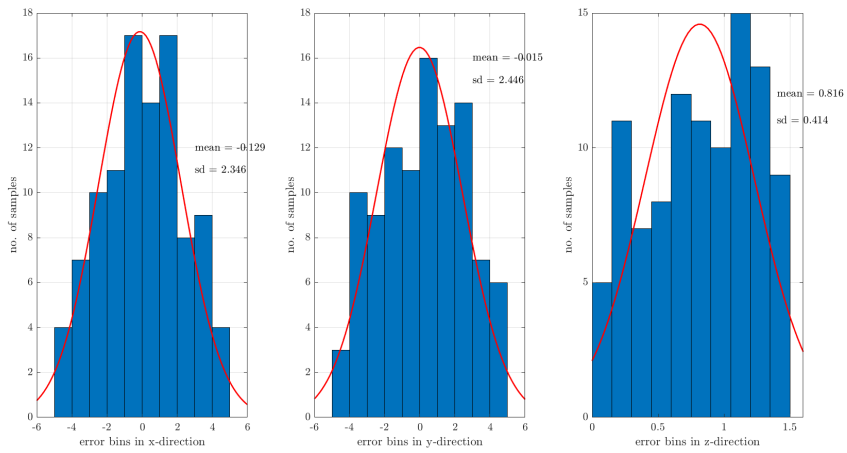 18
16
14
12
10
8
6
4
2
0
no. of samples
mean = -0.129
sd = 2.346
-6 -4 -2 0 2 4 6
error bins in x-direction
18
16
14
12
10
8
6
4
2
0
no. of samples
mean = -0.015
sd = 2.446
-6 -4 -2 0 2 4 6
error bins in y-direction
15
10
5
0
no. of samples
mean = 0.816
sd = 0.414
0 0.5 1 1.5
error bins in z-direction